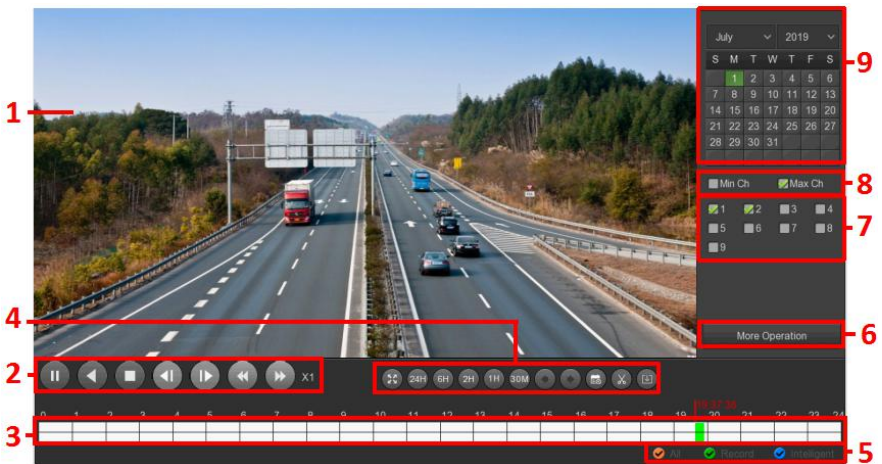 July 2019
9
S M T W T F S
1 2 3 4 5 6
7 8 9 10 11 12 13
1
14 15 16 17 18 19 20
21 22 23 24 25 26 27
28 29 30 31
Min Ch Max Ch
8
1 2 3 4
5 6 7 8
7
9
4
More Operation
6
2
X1
24H 6H 2H 1H 30M
19:37:35
0 1 2 3 4 5 6 7 8 9 10 11 12 13 14 15 16 17 18 19 20 21 22 23 24
3
All Record Intelligent
5